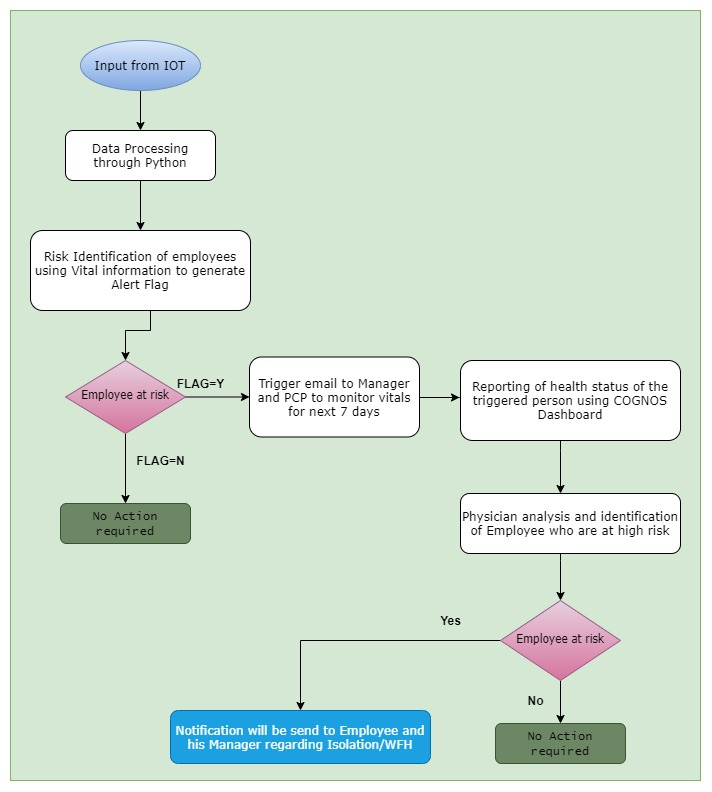 Input from IOT
Data Processing
through Python
Risk Identification of employees
using Vital information to generate
Alert Flag
Employee at risk
FLAG=Y
Trigger email to Manager
and PCP to monitor vitals
for next 7 days
Reporting of health status of the
triggered person using COGNOS
Dashboard
FLAG=N
No Action
required
Physician analysis and identification
of Employee who are at high risk
Employee at risk
Yes
No
Notification will be send to Employee and
his Manager regarding Isolation/WFH
No Action
required